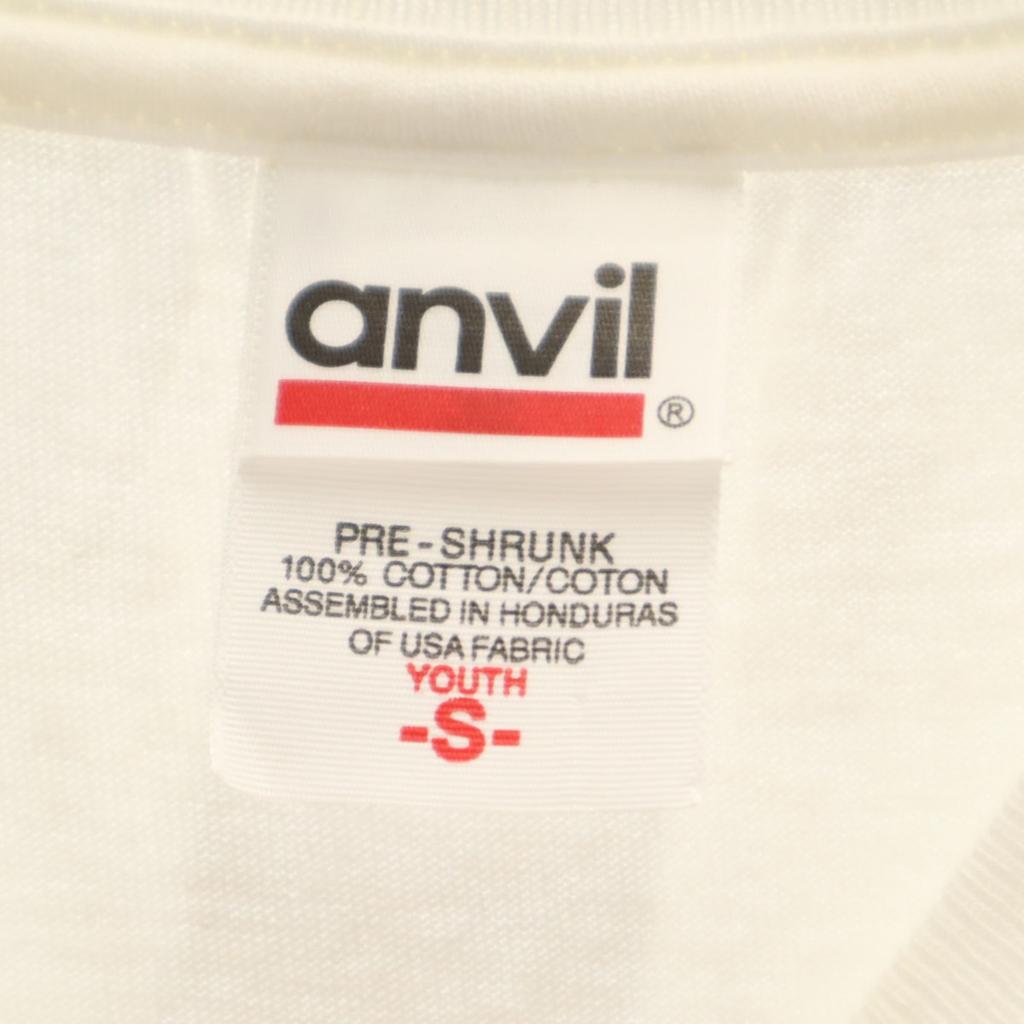 anvil
®
PRE-SHRUNK
100% COTTON/COTON
ASSEMBLED IN HONDURAS
OF USA FABRIC
YOUTH
-S-